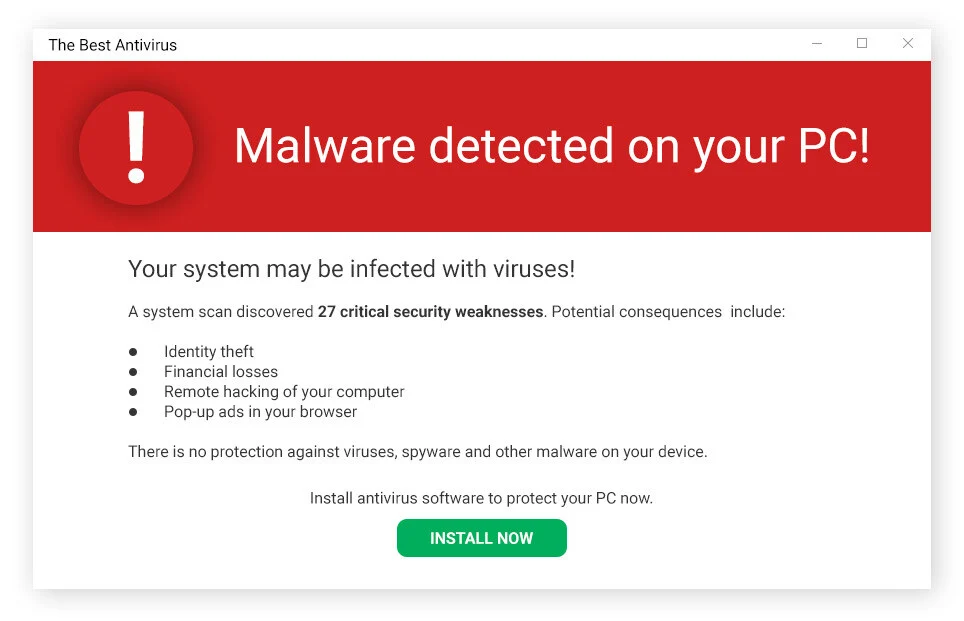 The Best Antivirus
!
Malware detected on your PC!
Your system may be infected with viruses!
A system scan discovered 27 critical security weaknesses. Potential consequences include:
● Identity theft
● Financial losses
● Remote hacking of your computer
● Pop-up ads in your browser
There is no protection against viruses, spyware and other malware on your device.
Install antivirus software to protect your PC now.
INSTALL NOW